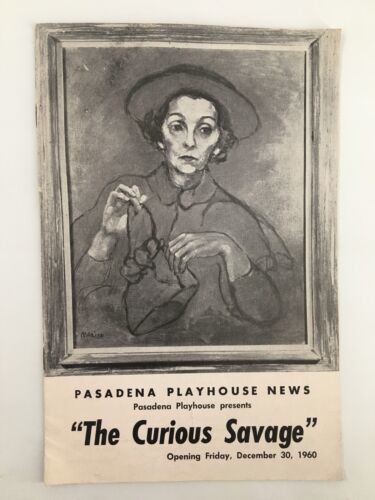 PASADENA PLAYHOUSE NEWS
Pasadena Playhouse presents
"The Curious Savage"
Opening Friday, December 30, 1960